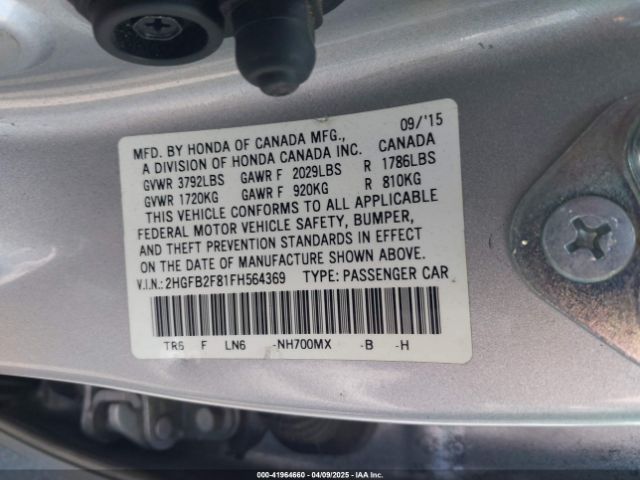 09/'15
MFD. BY HONDA OF CANADA MFG., CANADA
A DIVISION OF HONDA CANADA INC.
GVWR 3792LBS GAWR F 2029LBS R 1786LBS
GVWR 1720KG GAWR F 920KG R 810KG
THIS VEHICLE CONFORMS TO ALL APPLICABLE
FEDERAL MOTOR VEHICLE SAFETY, BUMPER,
AND THEFT PREVENTION STANDARDS IN EFFECT
ON THE DATE OF MANUFACTURE SHOWN ABOVE.
V.I.N.: 2HGFB2F81FH564369 TYPE: PASSENGER CAR
TR6 F LN6 -NH700MX -B -H
000-41964660 - 04/09/2025 - IAA Inc.